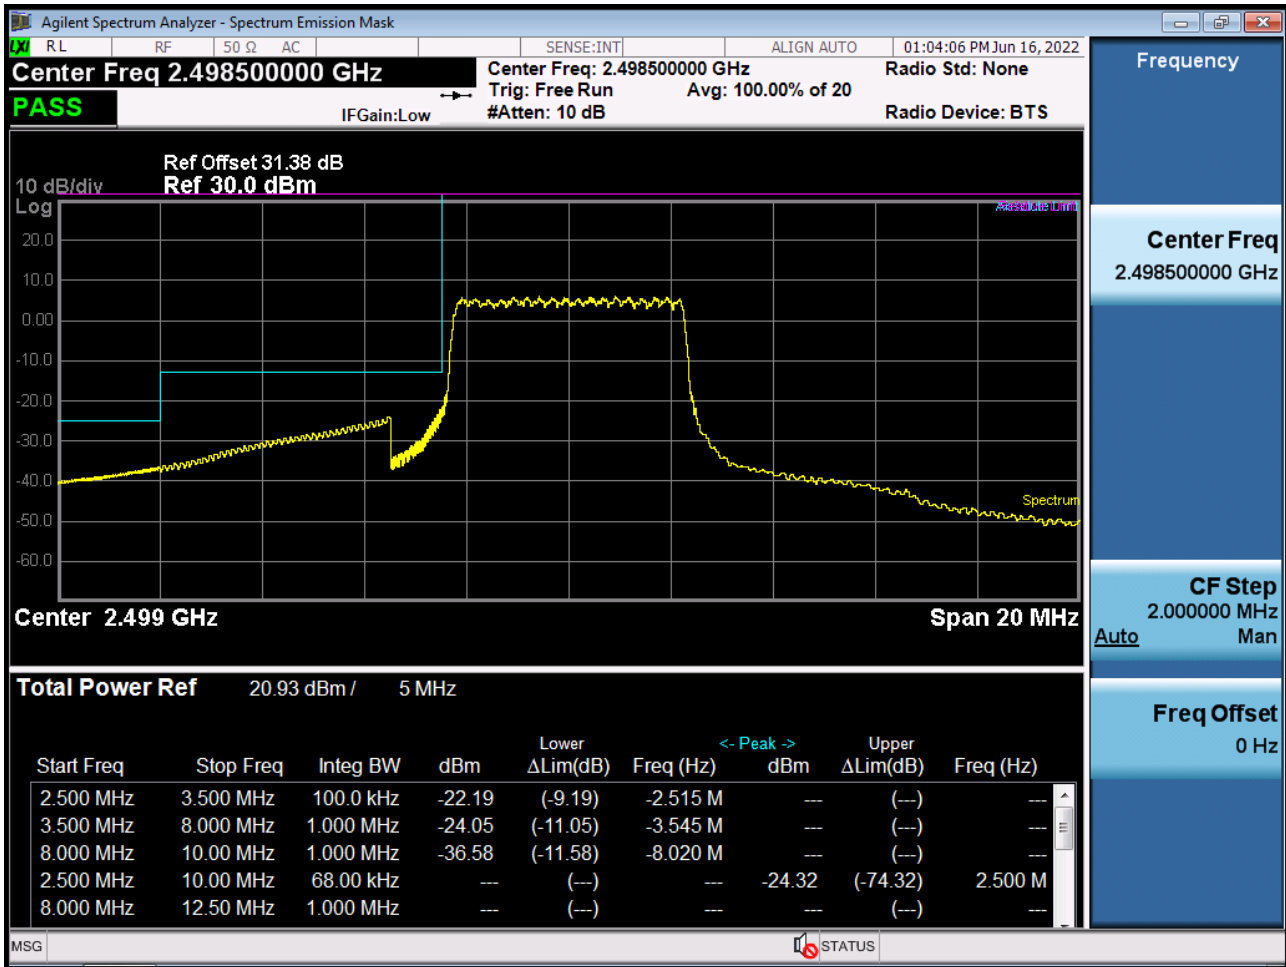 Agilent Spectrum Analyzer - Spectrum Emission Mask
LXI RL RF 50 Ω AC SENSE:INT ALIGN AUTO 01:04:06 PM Jun 16, 2022
Center Freq 2.498500000 GHz
Center Freq: 2.498500000 GHz Radio Std: None
Trig: Free Run Avg: 100.00% of 20
PASS
IFGain:Low #Atten: 10 dB Radio Device: BTS
Ref Offset 31.38 dB
10 dB/div Ref 30.0 dBm
Log
Absolute Limit
20.0
10.0
0.00
-10.0
-20.0
-30.0
-40.0
Spectrum
-50.0
-60.0
Center 2.499 GHz Span 20 MHz
Total Power Ref 20.93 dBm / 5 MHz
Lower <- Peak -> Upper
Start Freq Stop Freq Integ BW dBm ΔLim(dB) Freq (Hz) dBm ΔLim(dB) Freq (Hz)
2.500 MHz 3.500 MHz 100.0 kHz -22.19 (-9.19) -2.515 M --- (---) ---
3.500 MHz 8.000 MHz 1.000 MHz -24.05 (-11.05) -3.545 M --- (---) ---
8.000 MHz 10.00 MHz 1.000 MHz -36.58 (-11.58) -8.020 M --- (---) ---
2.500 MHz 10.00 MHz 68.00 kHz --- (---) --- -24.32 (-74.32) 2.500 M
8.000 MHz 12.50 MHz 1.000 MHz --- (---) --- --- (---) ---
MSG STATUS
Frequency
Center Freq
2.498500000 GHz
CF Step
2.000000 MHz
Auto Man
Freq Offset
0 Hz